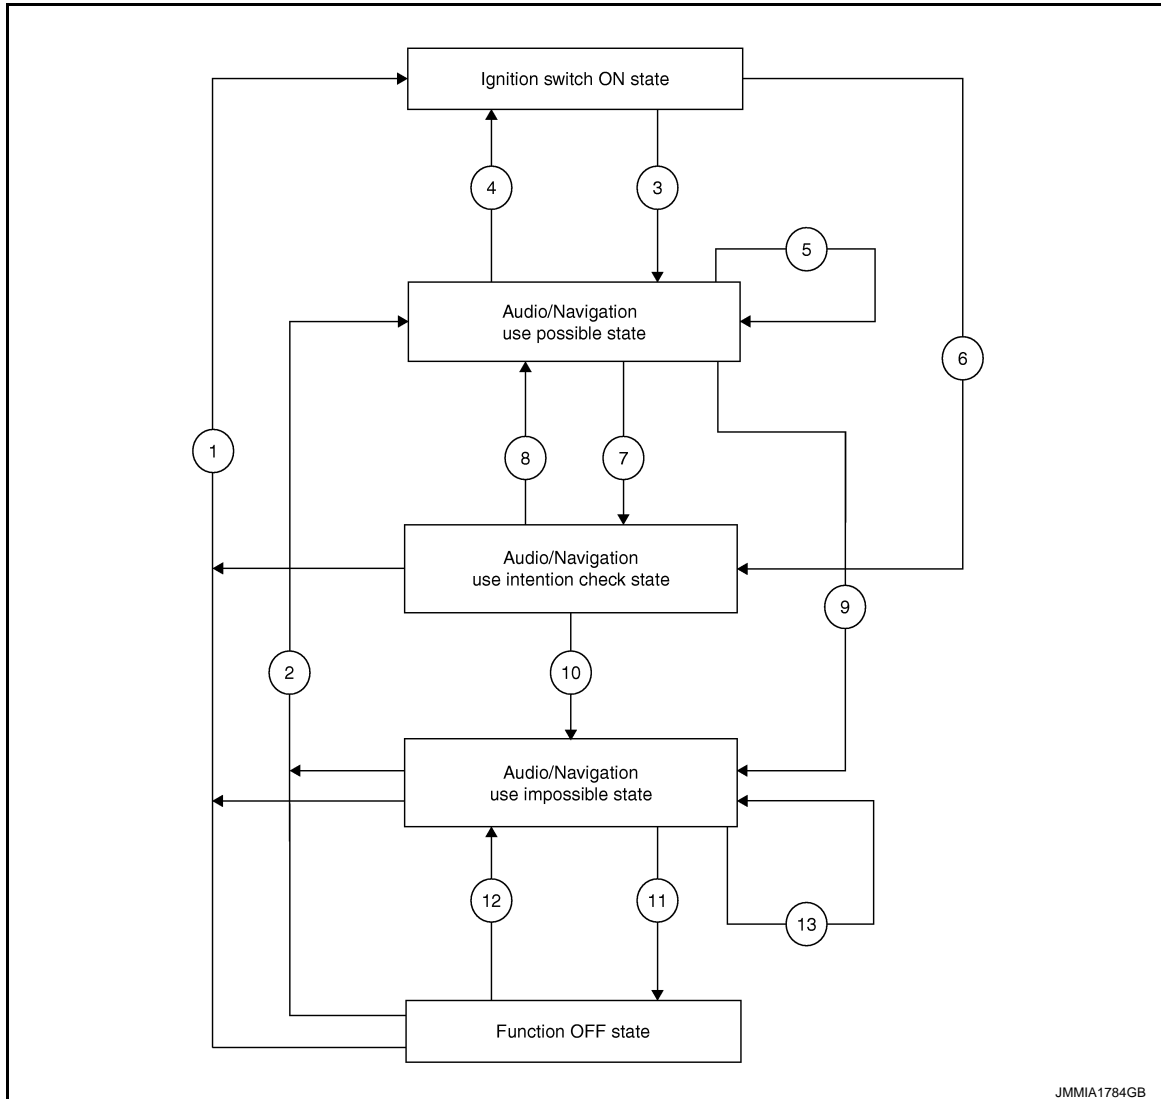 Ignition switch ON state
4
3
5
Audio/Navigation
use possible state
6
1
8
7
Audio/Navigation
use intention check state
9
2
10
Audio/Navigation
use impossible state
12
11
13
Function OFF state
JMMIA1784GB